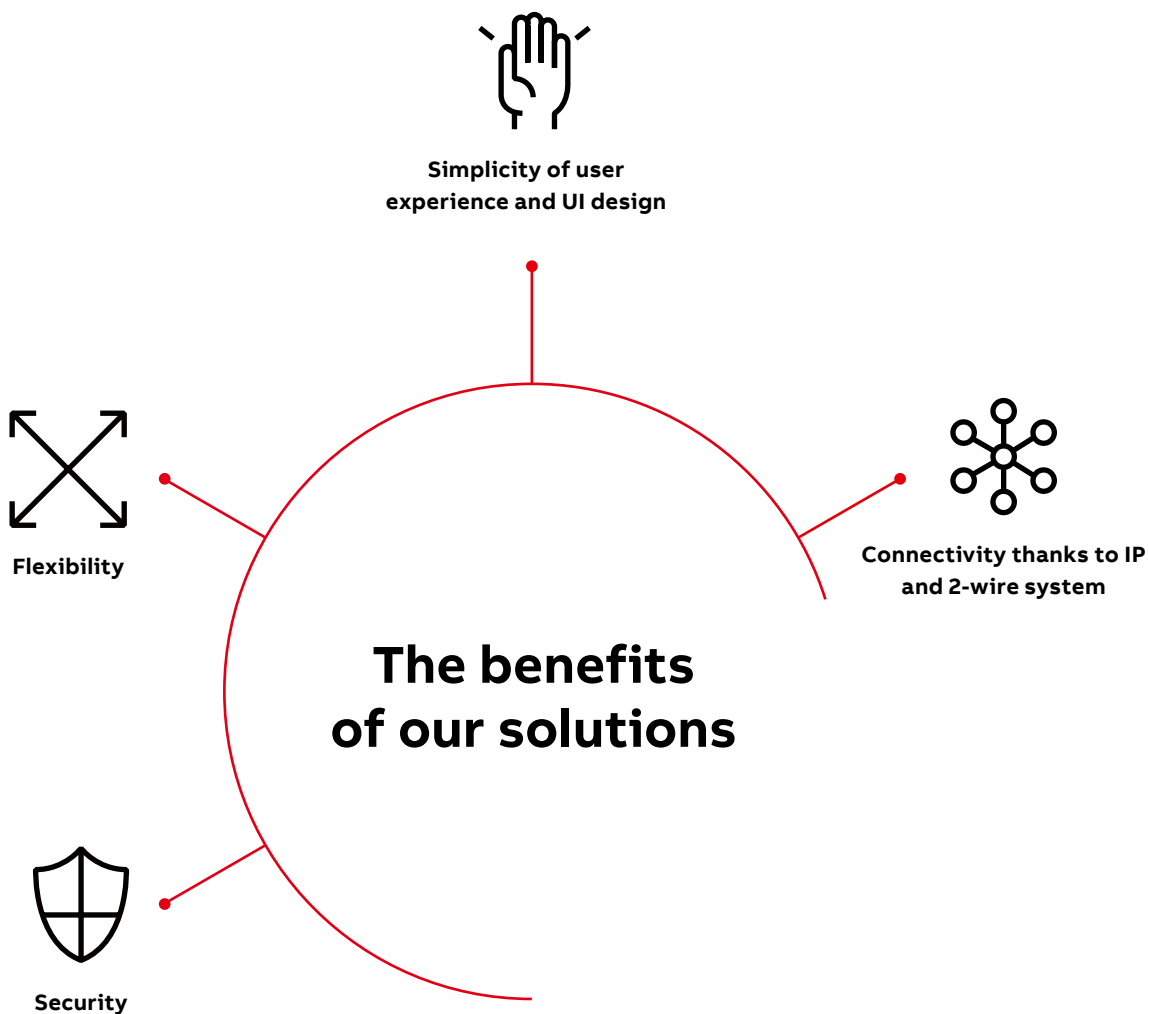 Simplicity of user
experience and UI design
Flexibility
Connectivity thanks to IP
and 2-wire system
The benefits
of our solutions
Security